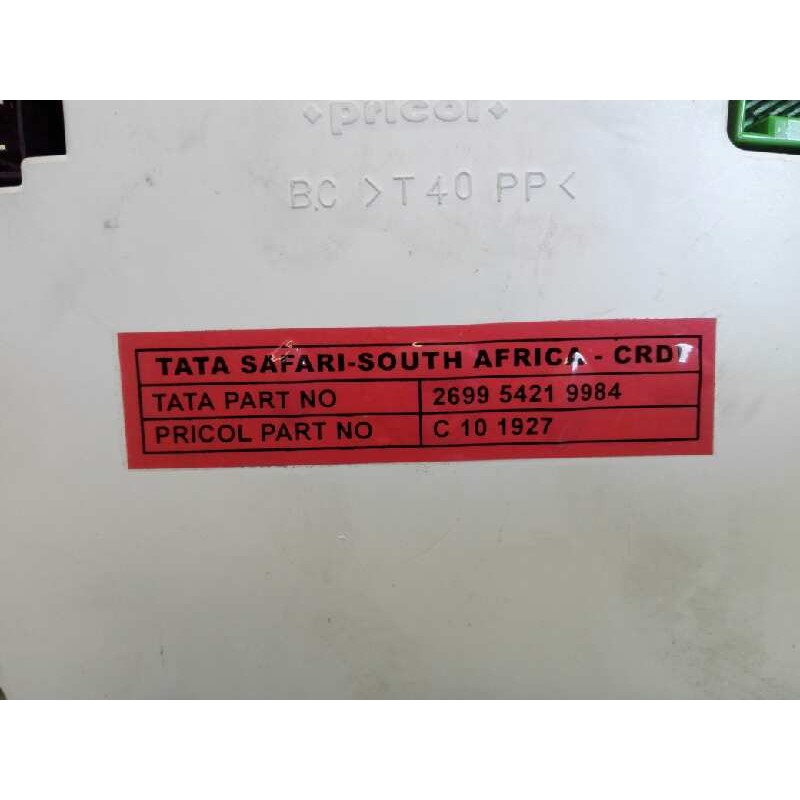 pricol
B.C >T40 PP<
TATA SAFARI-SOUTH AFRICA - CRDI
TATA PART NO 2699 5421 9984
PRICOL PART NO C 10 1927